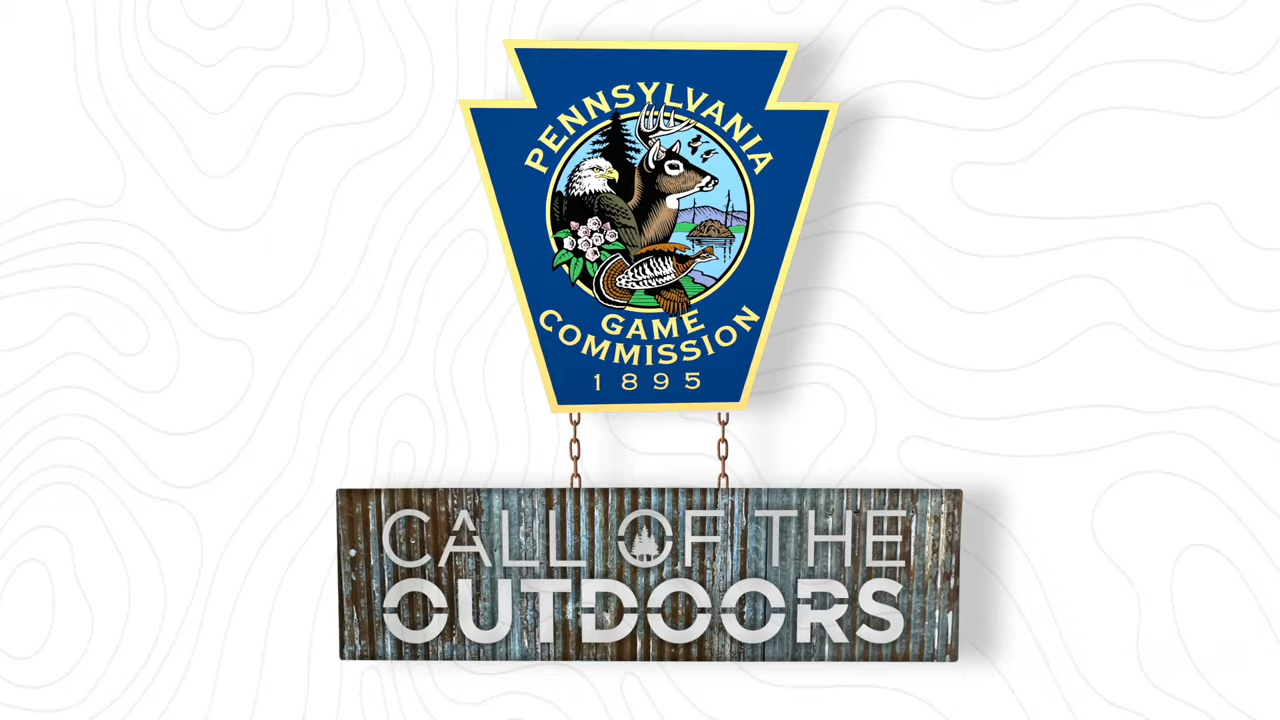 PENNSYLVANIA
GAME
COMMISSION
1895
CALL OF THE
OUTDOORS